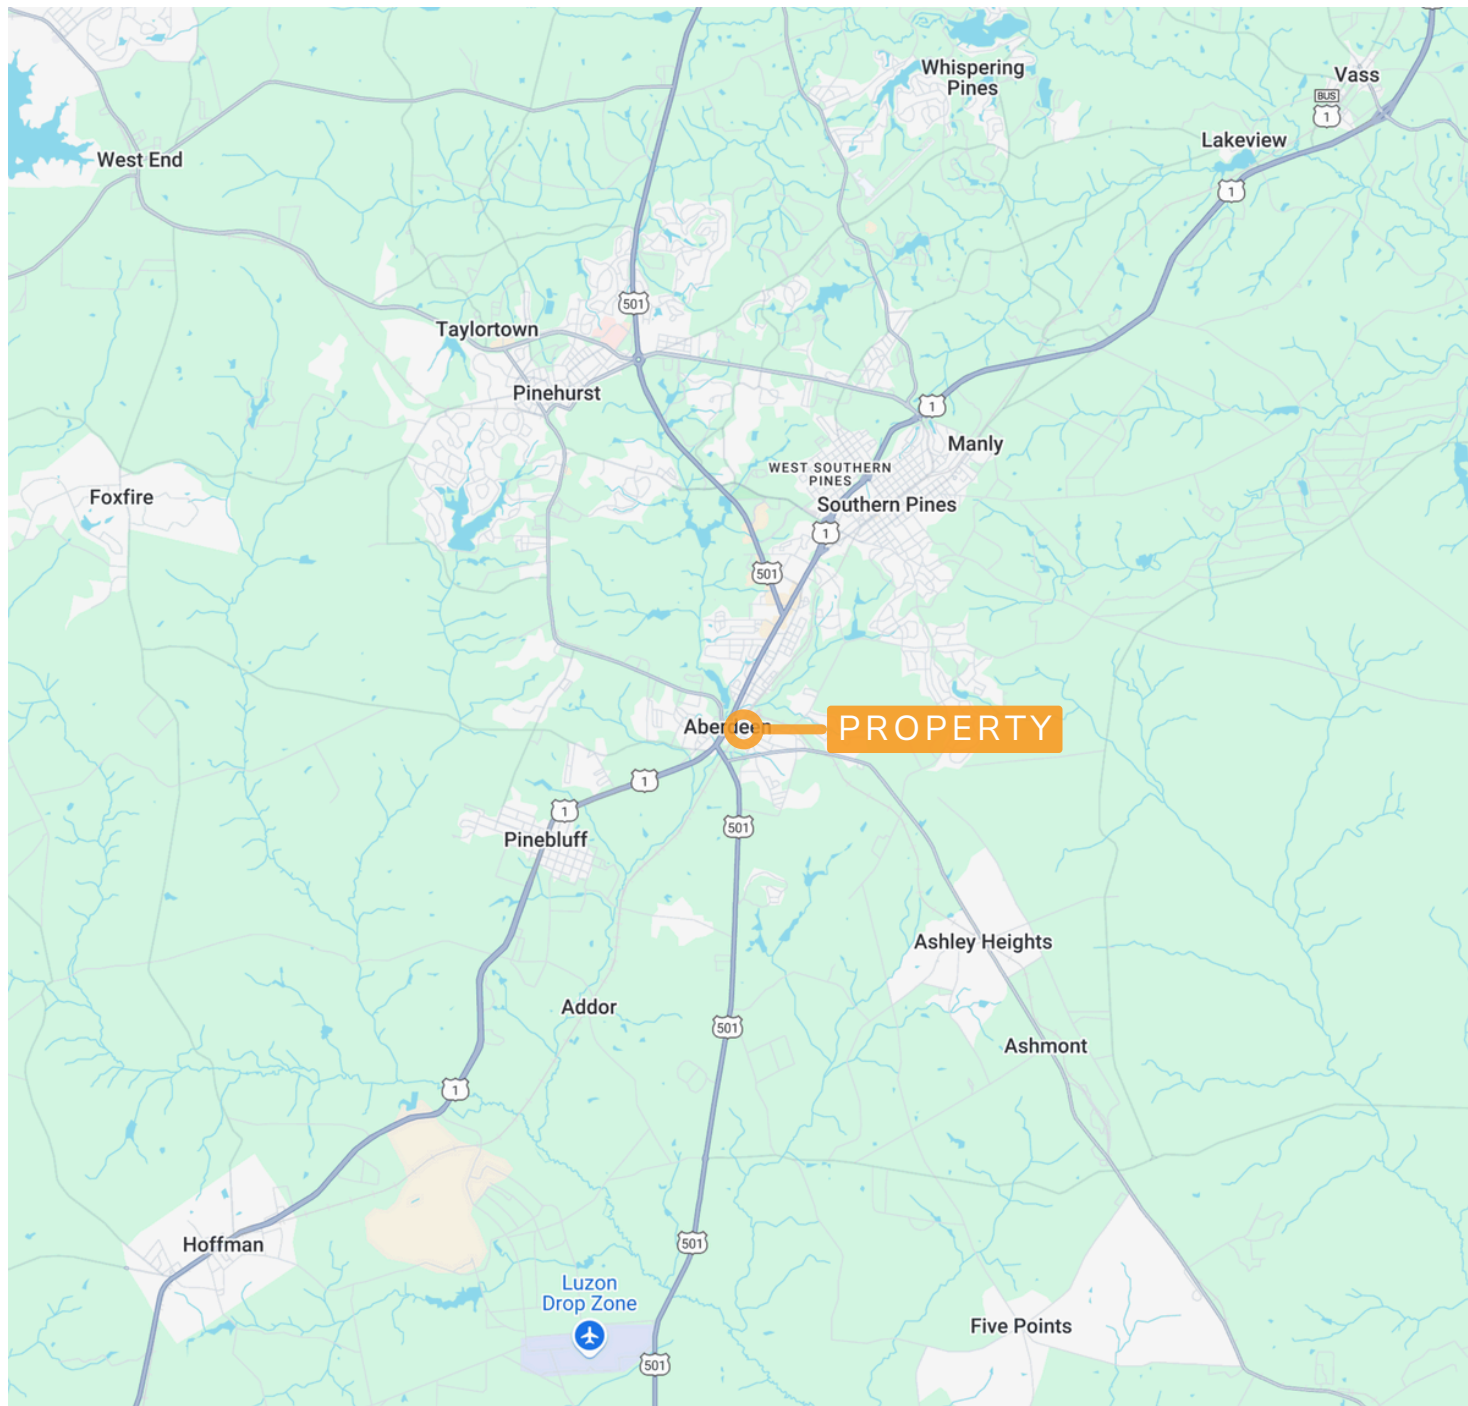 Whispering
Pines
Vass
BUS
1
Lakeview
West End
1
501
Taylortown
Pinehurst
1
Manly
WEST SOUTHERN
PINES
Foxfire
Southern Pines
1
501
Aberdeen
PROPERTY
1
1
501
Pinebluff
Ashley Heights
Addor
501
Ashmont
1
Hoffman
501
Luzon
Drop Zone
Five Points
501